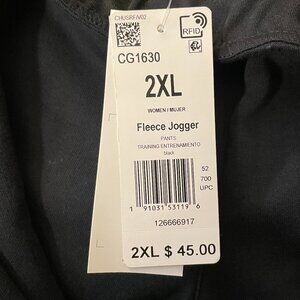 CHUSRF/V02
RFID
CG1630
2XL
WOMEN / MUJER
Fleece Jogger
PANTS
TRAINING/ENTRENAMIENTO
black
52
700
UPC
1 91031 53119 6
126666917
2XL $ 45.00